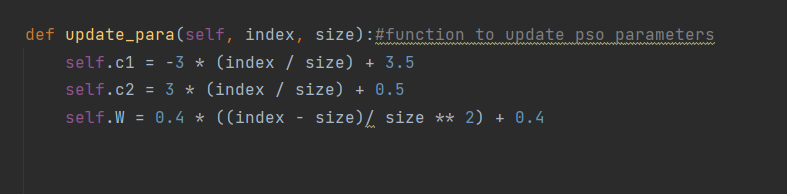 def update_para(self, index, size):#function to update pso parameters
self.c1 = -3 * (index / size) + 3.5
self.c2 = 3 * (index / size) + 0.5
self.W = 0.4 * ((index - size)/ size ** 2) + 0.4